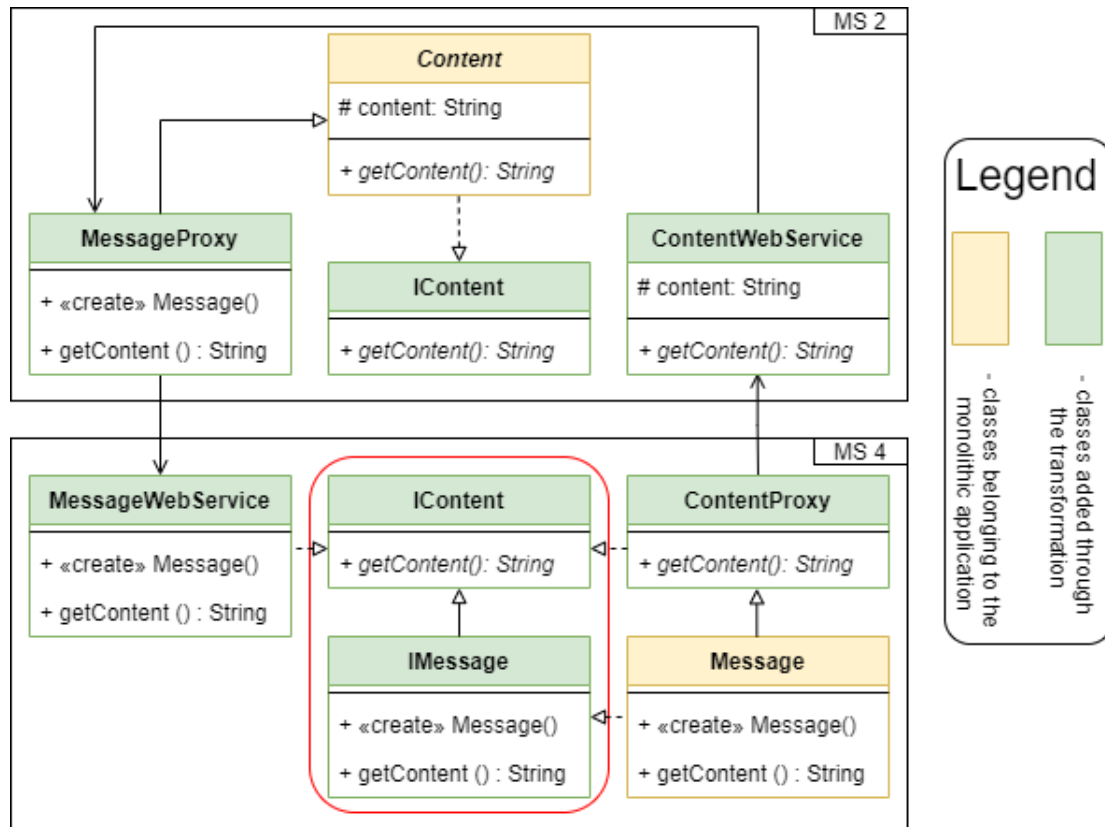 MS 2
Content
# content: String
+ getContent(): String
MessageProxy
+ «create» Message()
+ getContent () : String
IContent
+ getContent(): String
ContentWebService
# content: String
+ getContent(): String
MS 4
MessageWebService
+ «create» Message()
+ getContent () : String
IContent
+ getContent(): String
ContentProxy
+ getContent(): String
IMessage
+ «create» Message()
+ getContent () : String
Message
+ «create» Message()
+ getContent () : String
Legend
- classes belonging to the
monolithic application
- classes added through
the transformation